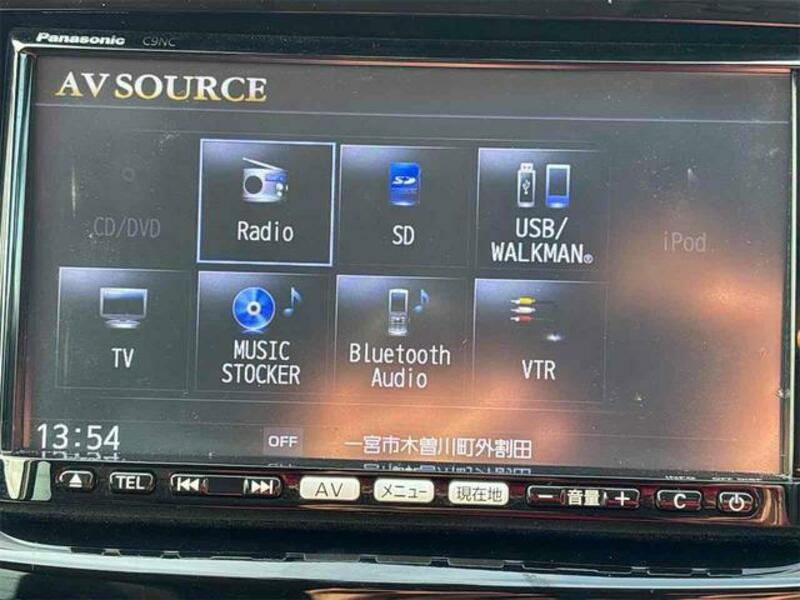 Panasonic C9NC
AV SOURCE
CD/DVD
Radio
SD
USB/
WALKMAN®
iPod
TV
MUSIC
STOCKER
Bluetooth
Audio
VTR
13:54
OFF
一宮市木曽川町外割田
TEL
AV
メニュー
現在地
− 音量 +
C